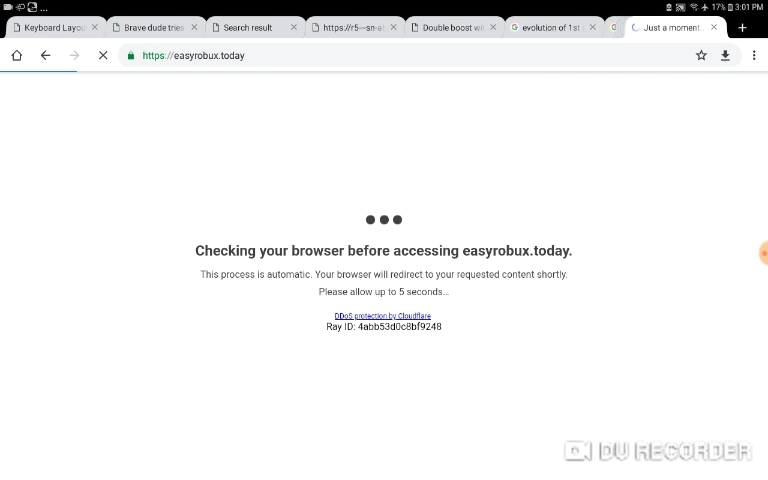 ... 17% 3:01 PM
Keyboard Layou Brave dude tries Search result https://r5---sn-a Double boost wi evolution of 1st Just a moment...
https://easyrobux.today
Checking your browser before accessing easyrobux.today.
This process is automatic. Your browser will redirect to your requested content shortly.
Please allow up to 5 seconds...
DDoS protection by Cloudflare
Ray ID: 4abb53d0c8bf9248
DU RECORDER